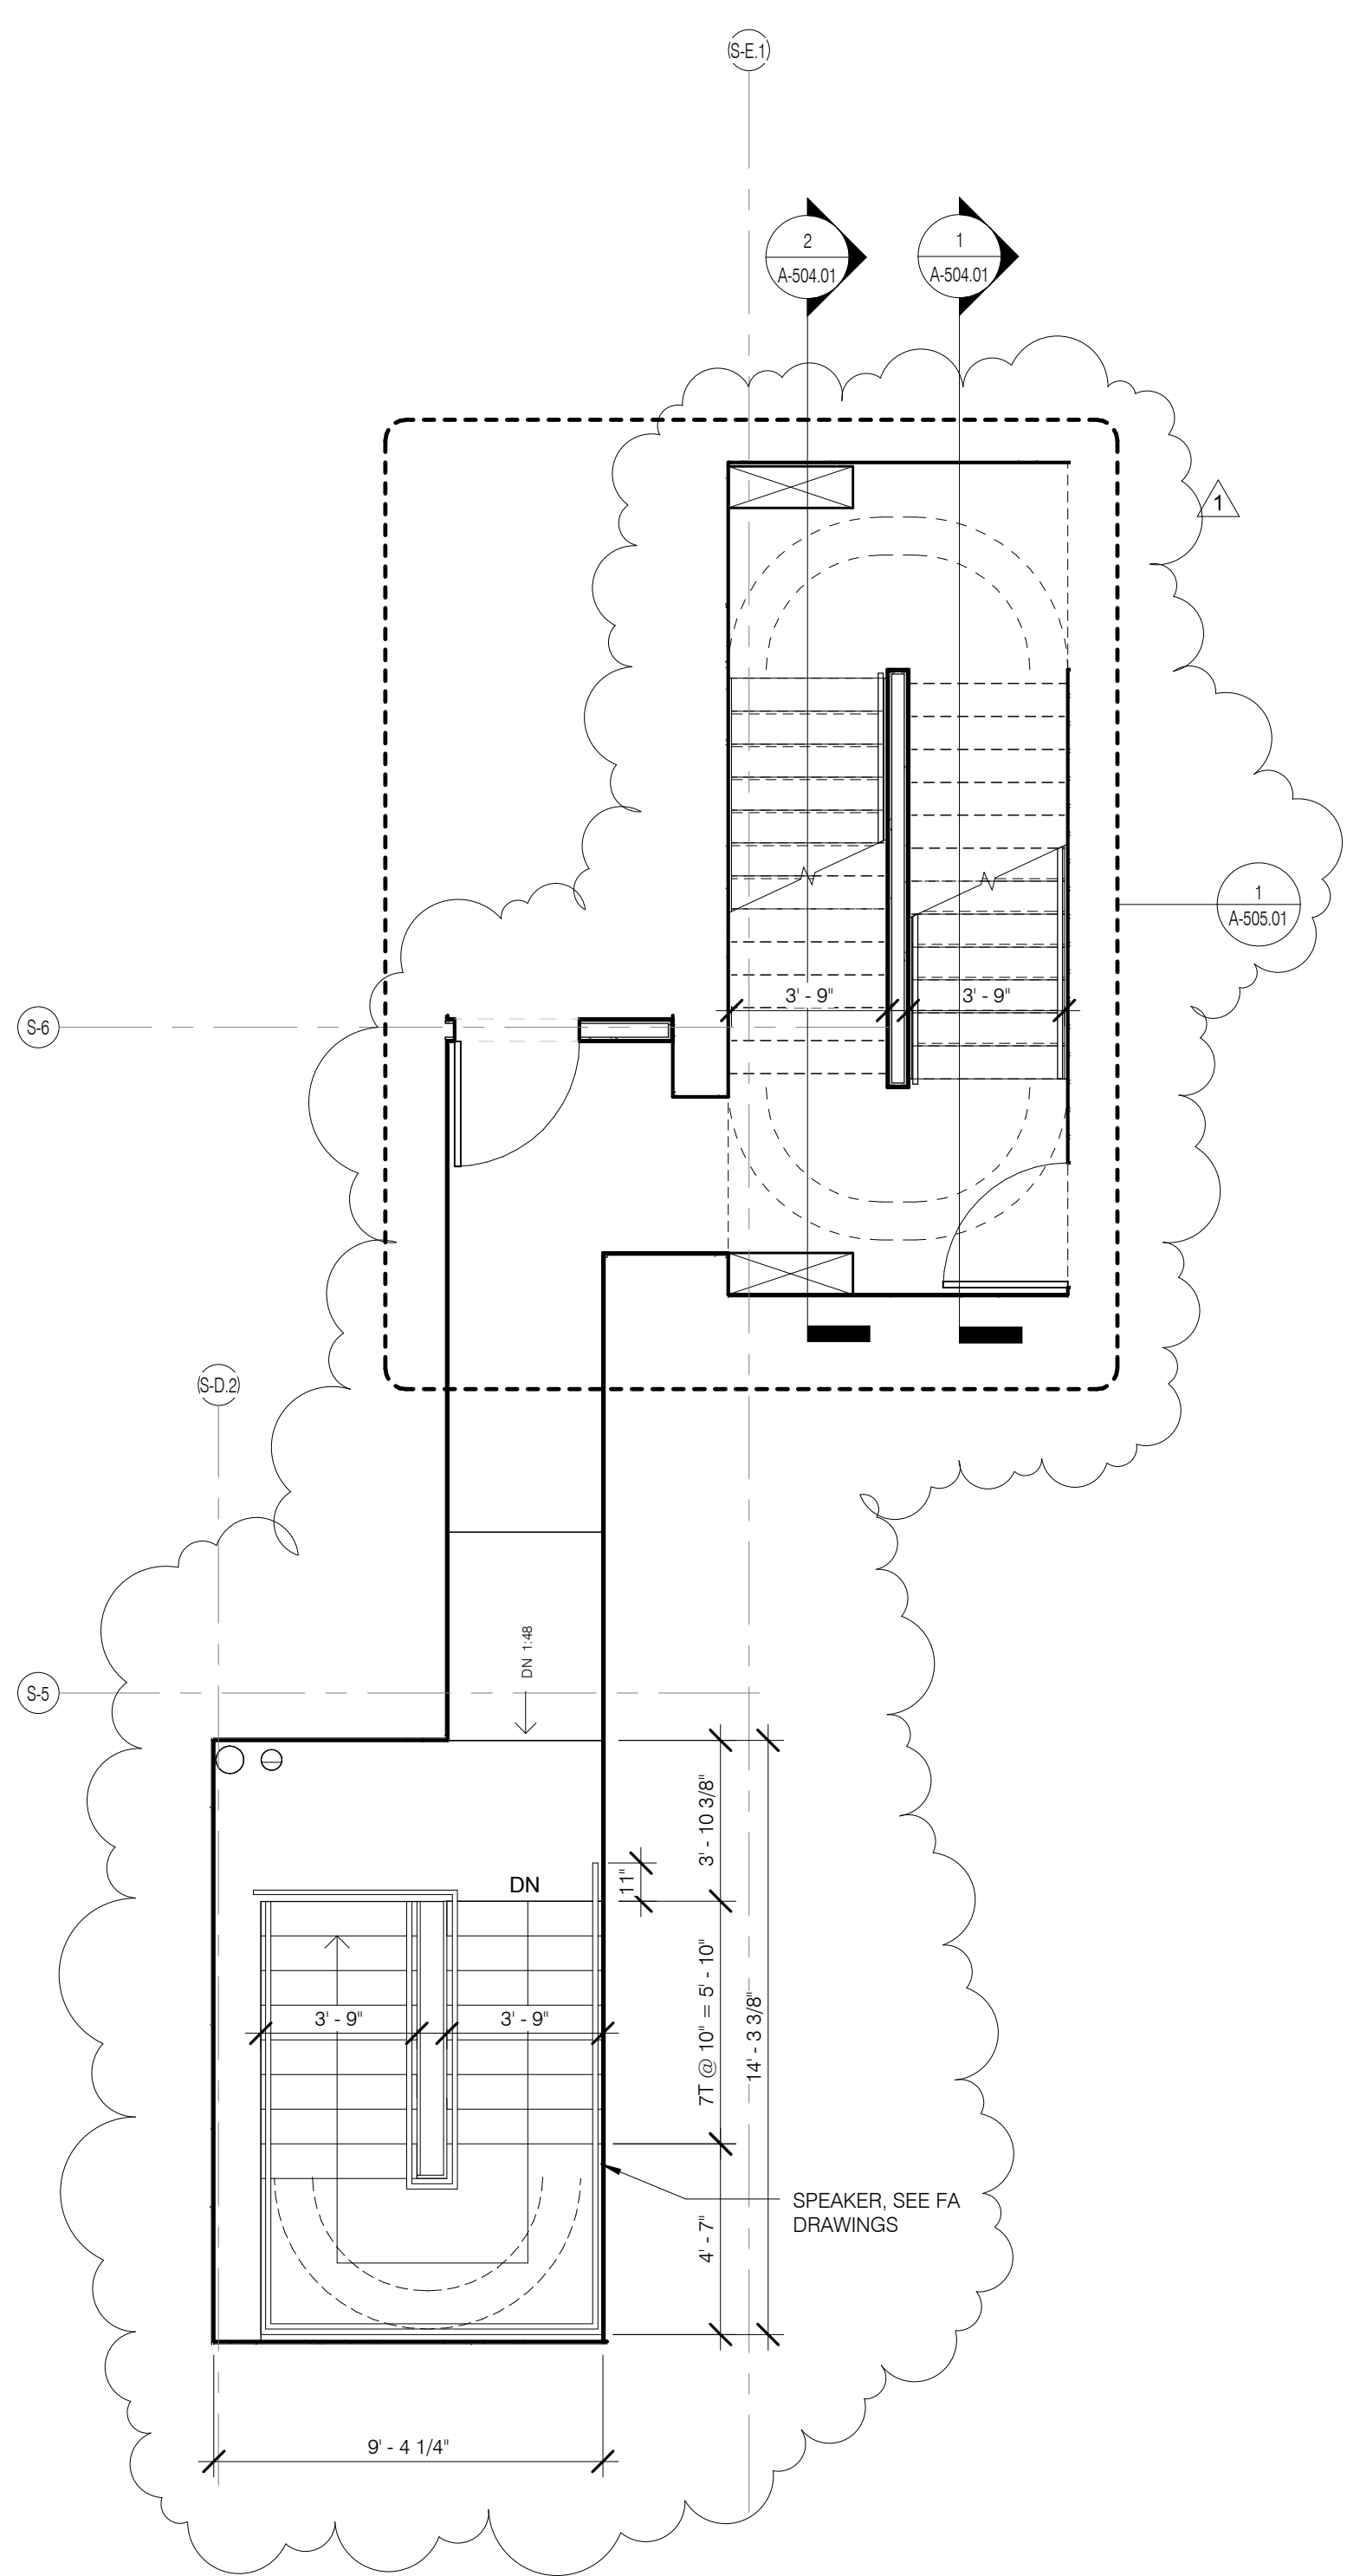 (S-E.1)
2
A-504.01
1
A-504.01
1
1
A-505.01
3' - 9"
3' - 9"
S-6
(S-D.2)
DN 1:48
S-5
3' - 10 3/8"
11"
DN
7T @ 10" = 5' - 10"
14' - 3 3/8"
3' - 9"
3' - 9"
SPEAKER, SEE FA
DRAWINGS
4' - 7"
9' - 4 1/4"